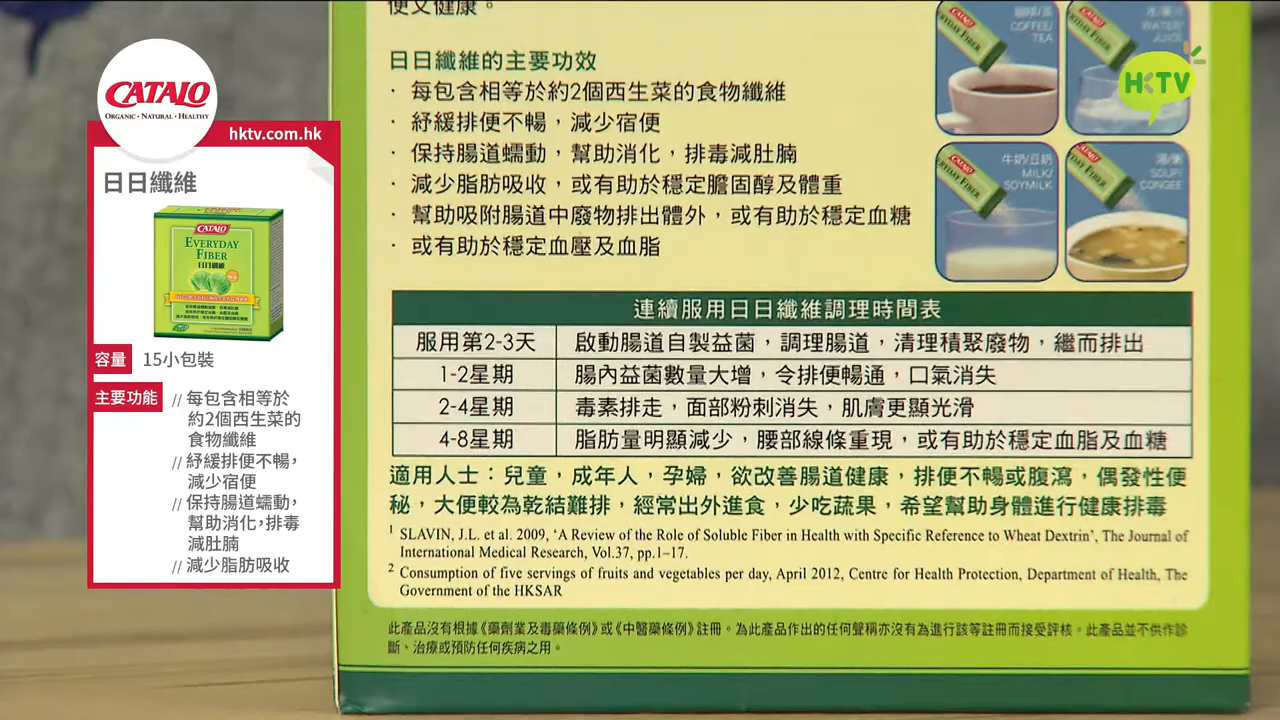 CATALO
ORGANIC • NATURAL • HEALTHY
hktv.com.hk
日日纖維
CATALO
EVERYDAY
FIBER
日日纖維
容量
15小包裝
主要功能
// 每包含相等於
約2個西生菜的
食物纖維
// 紓緩排便不暢,
減少宿便
// 保持腸道蠕動,
幫助消化,排毒
減肚腩
// 減少脂肪吸收
便又健康。
日日纖維的主要功效
· 每包含相等於約2個西生菜的食物纖維
· 紓緩排便不暢，減少宿便
· 保持腸道蠕動，幫助消化，排毒減肚腩
· 減少脂肪吸收，或有助於穩定膽固醇及體重
· 幫助吸附腸道中廢物排出體外，或有助於穩定血糖
· 或有助於穩定血壓及血脂
CATALO
COFFEE/
TEA
CATALO
WATER/
JUICE
HKTV
CATALO
牛奶/豆奶
MILK/
SOYMILK
CATALO
湯/粥
SOUP/
CONGEE
連續服用日日纖維調理時間表
服用第2-3天 啟動腸道自製益菌，調理腸道，清理積聚廢物，繼而排出
1-2星期 腸內益菌數量大增，令排便暢通，口氣消失
2-4星期 毒素排走，面部粉刺消失，肌膚更顯光滑
4-8星期 脂肪量明顯減少，腰部線條重現，或有助於穩定血脂及血糖
適用人士：兒童，成年人，孕婦，欲改善腸道健康，排便不暢或腹瀉，偶發性便
秘，大便較為乾結難排，經常出外進食，少吃蔬果，希望幫助身體進行健康排毒
1 SLAVIN, J.L. et al. 2009, ‘A Review of the Role of Soluble Fiber in Health with Specific Reference to Wheat Dextrin’, The Journal of
International Medical Research, Vol.37, pp.1–17.
2 Consumption of five servings of fruits and vegetables per day, April 2012, Centre for Health Protection, Department of Health, The
Government of the HKSAR
此產品沒有根據《藥劑業及毒藥條例》或《中醫藥條例》註冊。為此產品作出的任何聲稱亦沒有為進行該等註冊而接受評核。此產品並不供作診
斷、治療或預防任何疾病之用。